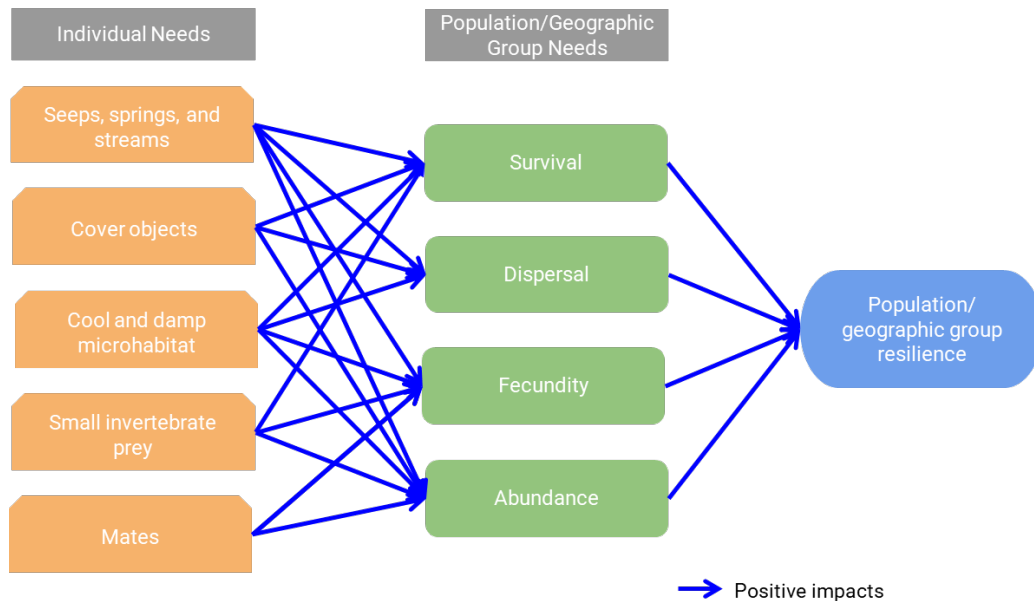 Individual Needs
Population/Geographic
Group Needs
Seeps, springs, and
streams
Cover objects
Cool and damp
microhabitat
Small invertebrate
prey
Mates
Survival
Dispersal
Fecundity
Abundance
Population/
geographic group
resilience
Positive impacts